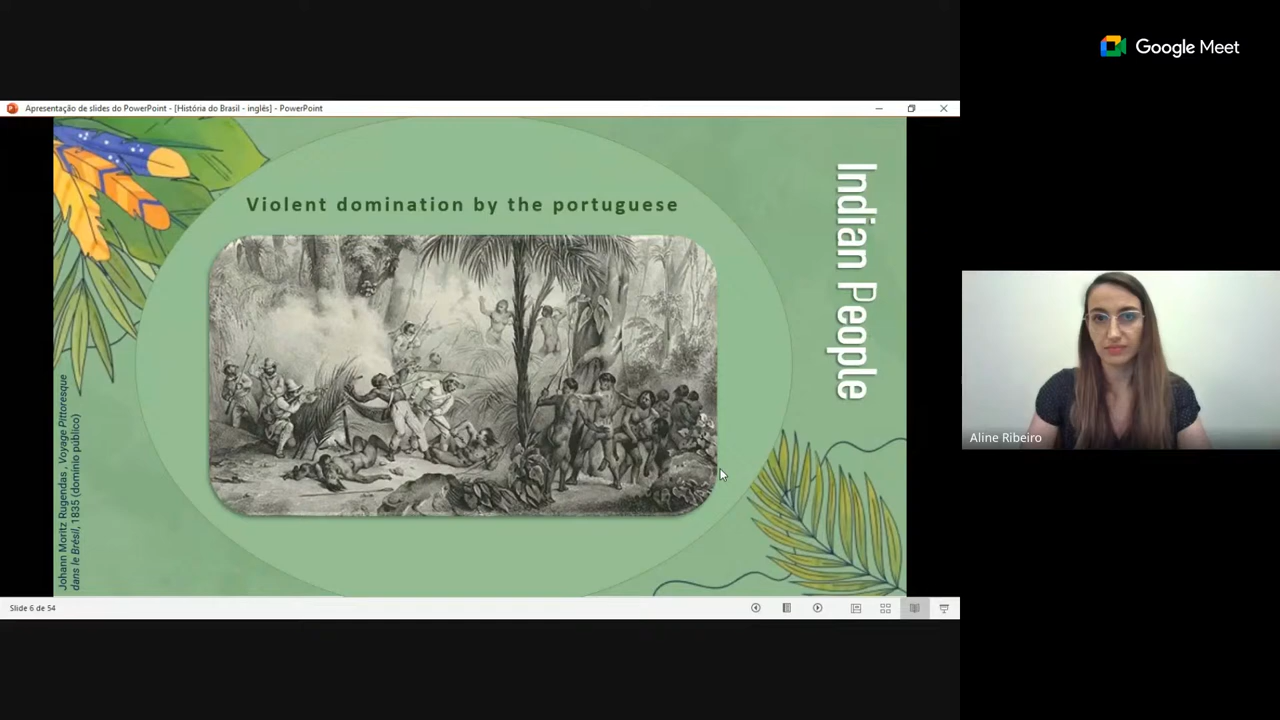 Google Meet
Apresentação de slides do PowerPoint - [História do Brasil - inglês] - PowerPoint
Violent domination by the portuguese
Indian People
Johann Moritz Rugendas , Voyage Pittoresque
dans le Brésil, 1835 (domínio público)
Aline Ribeiro
Slide 6 de 54